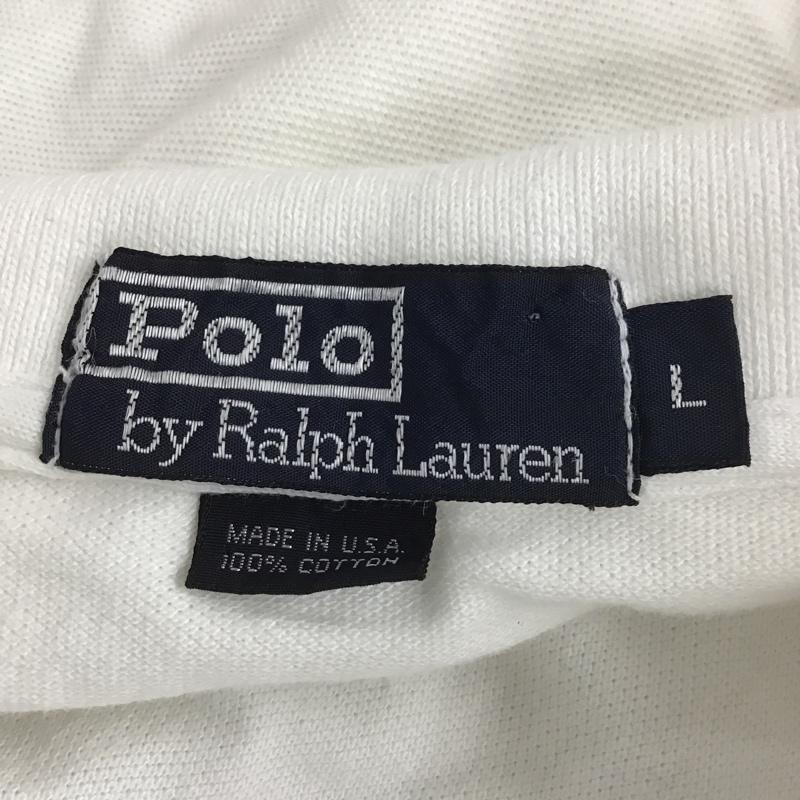 Polo
by Ralph Lauren
L
MADE IN U.S.A.
100% COTTON